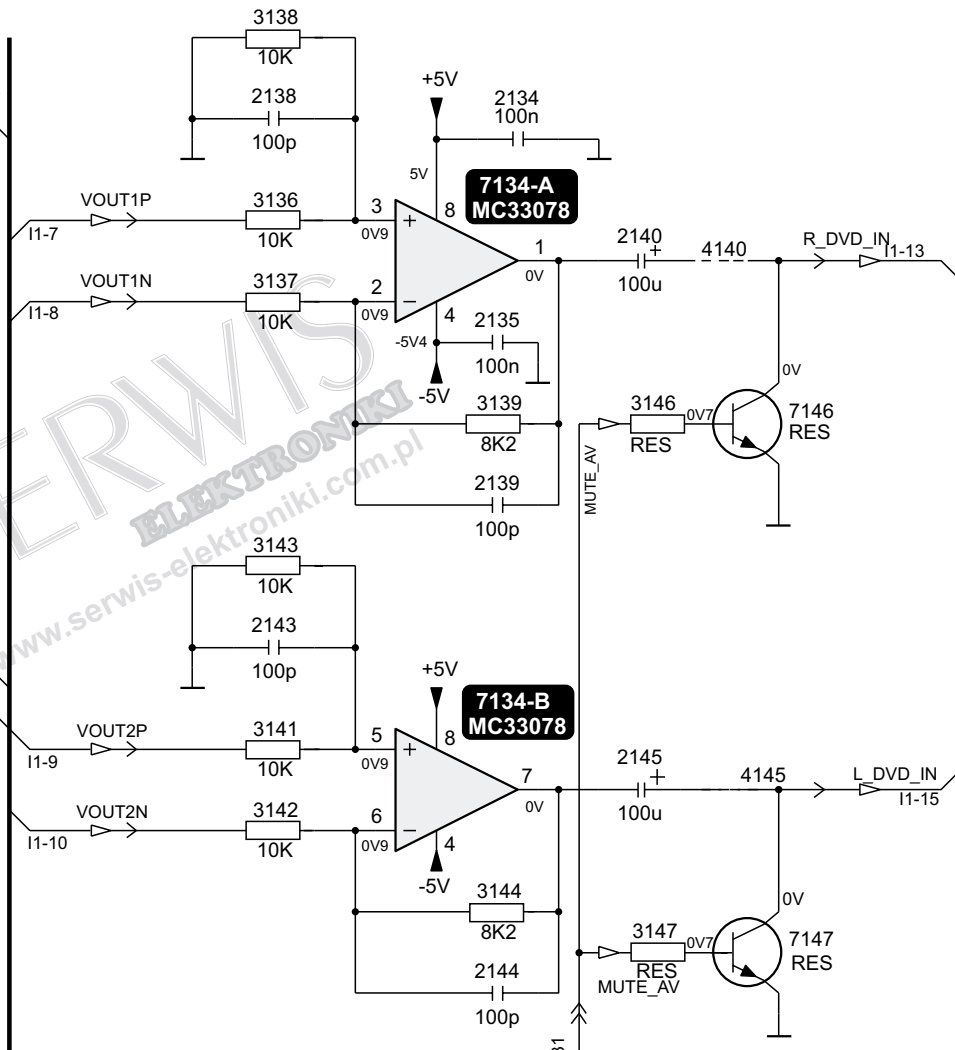 3138
10K
2138
100p
+5V
2134
100n
5V
7134-A
MC33078
VOUT1P
I1-7
3136
10K
3
0V9
+
8
1
0V
2140
+
100u
4140
R_DVD_IN
I1-13
VOUT1N
I1-8
3137
10K
2
0V9
−
4
-5V4
-5V
2135
100n
3139
8K2
2139
100p
MUTE_AV
3146
RES
0V7
0V
7146
RES
SERWIS
ELEKTRONIKI
www.serwis-elektroniki.com.pl
3143
10K
2143
100p
+5V
7134-B
MC33078
VOUT2P
I1-9
3141
10K
5
0V9
+
8
7
0V
2145
+
100u
4145
L_DVD_IN
I1-15
VOUT2N
I1-10
3142
10K
6
0V9
−
4
-5V
3144
8K2
2144
100p
3147
RES
MUTE_AV
0V7
0V
7147
RES